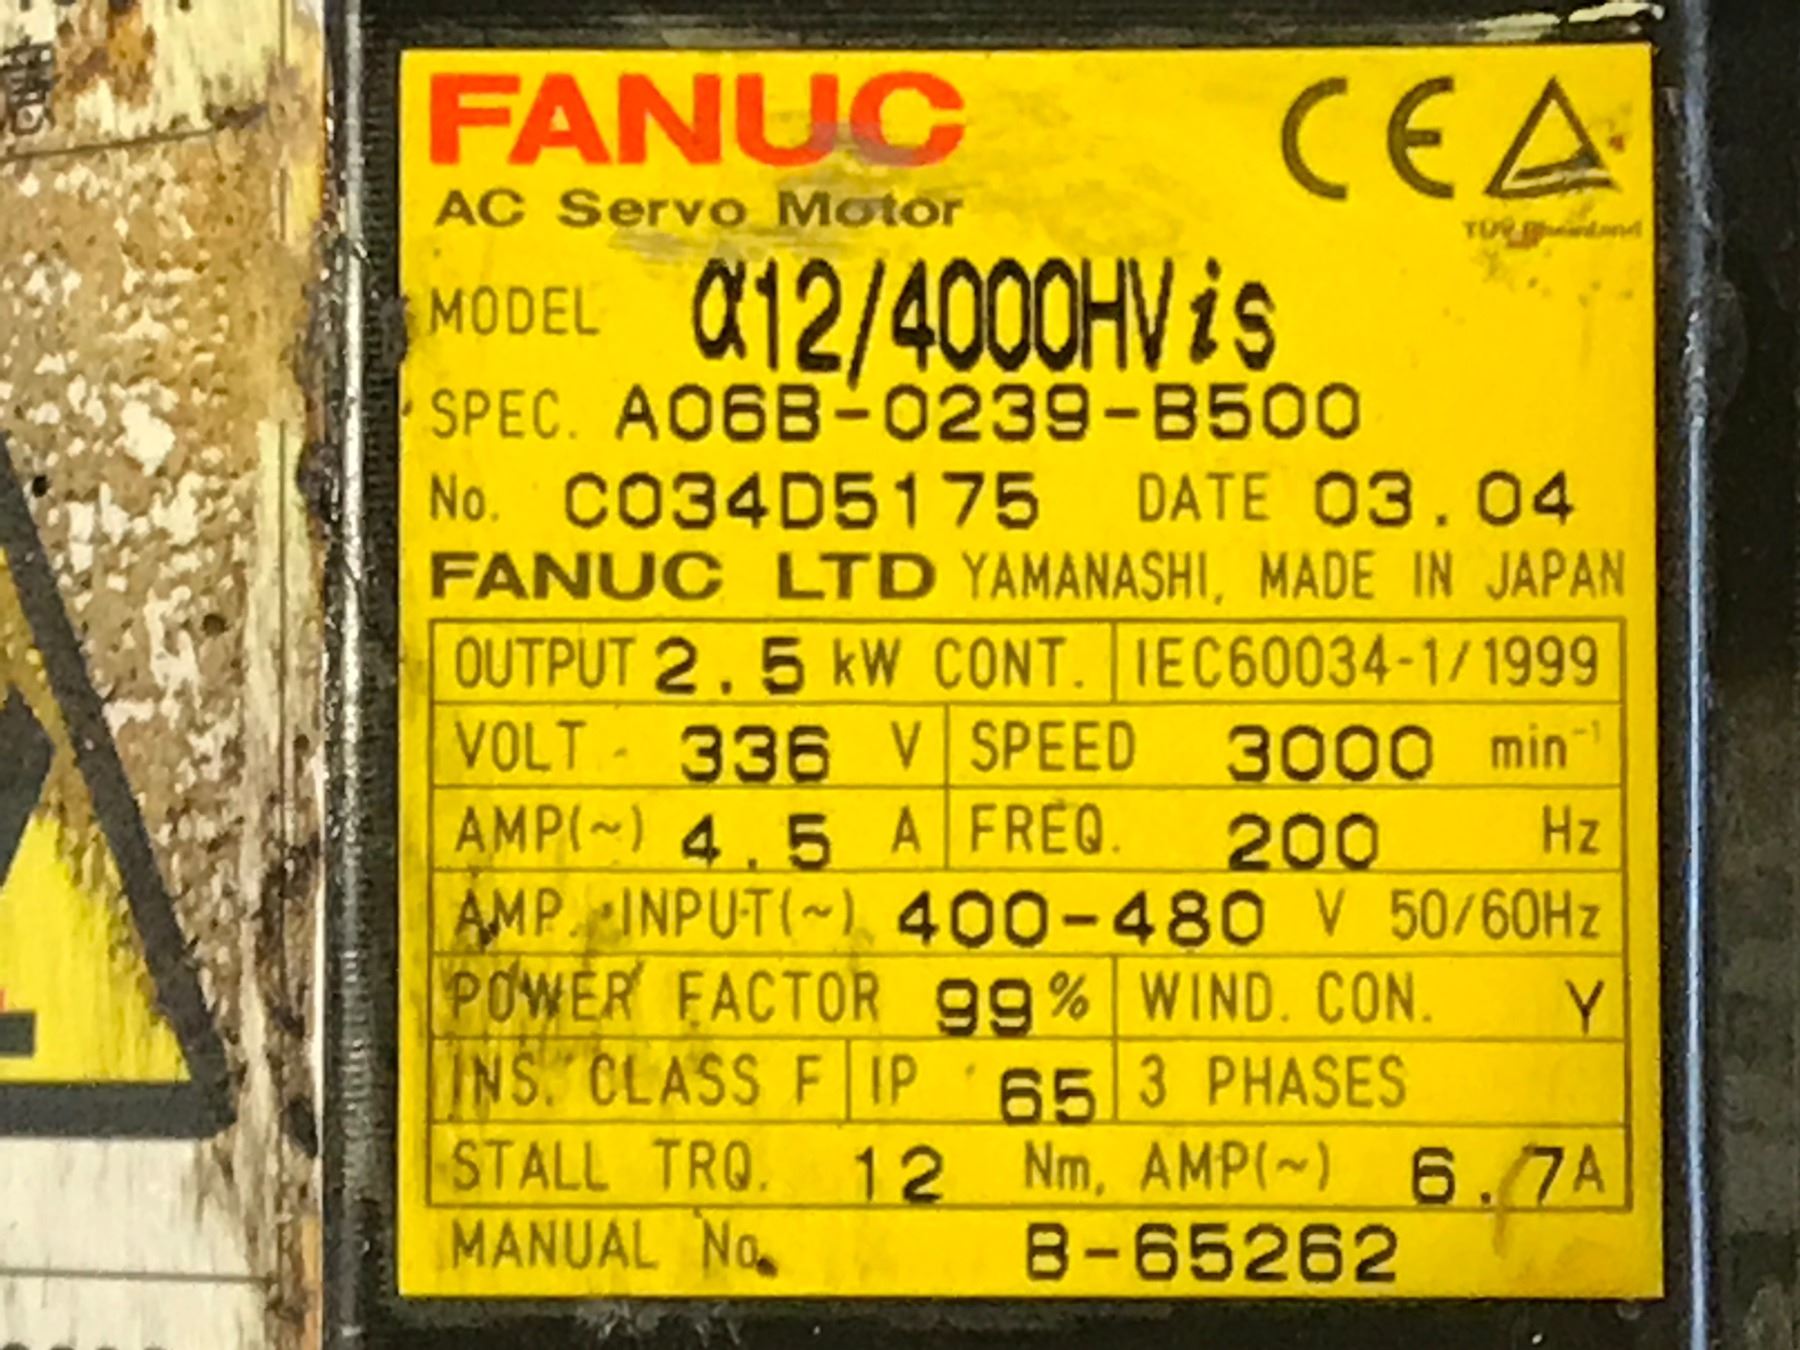 FANUC
CE
AC Servo Motor
TÜV Rheinland
MODEL α12/4000HVis
SPEC. A06B-0239-B500
No. C034D5175 DATE 03.04
FANUC LTD YAMANASHI, MADE IN JAPAN
OUTPUT 2.5 kW CONT. IEC60034-1/1999
VOLT. 336 V SPEED 3000 min⁻¹
AMP(~) 4.5 A FREQ. 200 Hz
AMP. INPUT(~) 400-480 V 50/60Hz
POWER FACTOR 99% WIND. CON. Y
INS. CLASS F IP 65 3 PHASES
STALL TRQ. 12 Nm, AMP(~) 6.7A
MANUAL No. B-65262